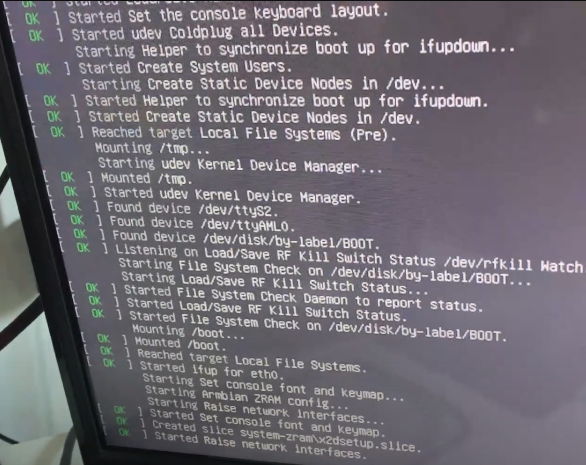 [ OK ] Started Set the console keyboard layout.
[ OK ] Started udev Coldplug all Devices.
Starting Helper to synchronize boot up for ifupdown...
[ OK ] Started Create System Users.
Starting Create Static Device Nodes in /dev...
[ OK ] Started Helper to synchronize boot up for ifupdown.
[ OK ] Started Create Static Device Nodes in /dev.
[ OK ] Reached target Local File Systems (Pre).
Mounting /tmp...
Starting udev Kernel Device Manager...
[ OK ] Mounted /tmp.
[ OK ] Started udev Kernel Device Manager.
[ OK ] Found device /dev/ttyS2.
[ OK ] Found device /dev/ttyAML0.
[ OK ] Found device /dev/disk/by-label/BOOT.
[ OK ] Listening on Load/Save RF Kill Switch Status /dev/rfkill Watch
Starting File System Check on /dev/disk/by-label/BOOT...
Starting Load/Save RF Kill Switch Status...
[ OK ] Started File System Check Daemon to report status.
[ OK ] Started Load/Save RF Kill Switch Status.
[ OK ] Started File System Check on /dev/disk/by-label/BOOT.
Mounting /boot...
[ OK ] Mounted /boot.
[ OK ] Reached target Local File Systems.
[ OK ] Started ifup for eth0.
Starting Set console font and keymap...
Starting Armbian ZRAM config...
Starting Raise network interfaces...
[ OK ] Started Set console font and keymap.
[ OK ] Created slice system-zram\x2dsetup.slice.
[ OK ] Started Raise network interfaces.